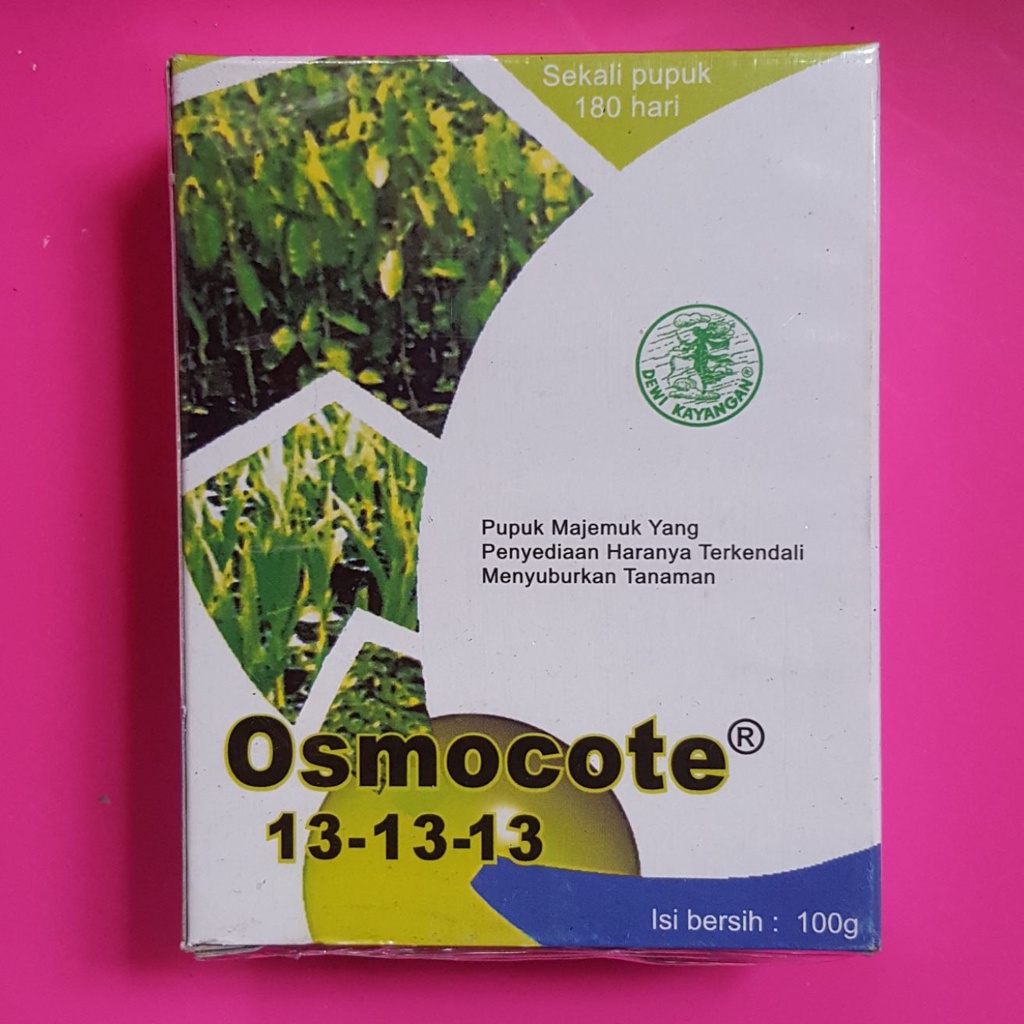 Sekali pupuk
180 hari
DEWI KAYANGAN®
Pupuk Majemuk Yang
Penyediaan Haranya Terkendali
Menyuburkan Tanaman
Osmocote®
13-13-13
Isi bersih : 100g